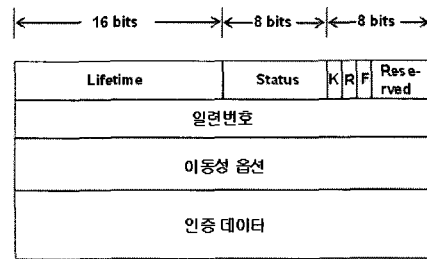 16 bits 8 bits 8 bits
Lifetime Status K R F Rese-
rved
일련번호
이동성 옵션
인증 데이터